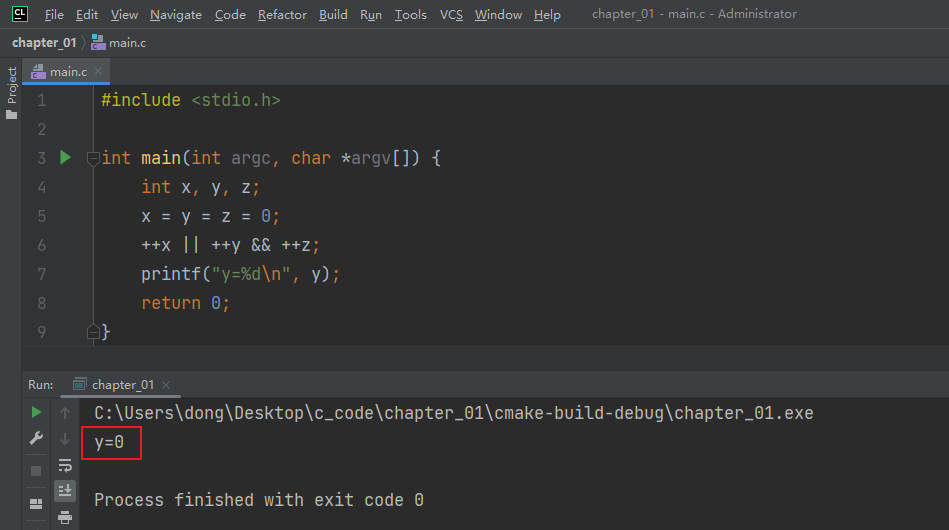 CL File Edit View Navigate Code Refactor Build Run Tools VCS Window Help chapter_01 - main.c - Administrator
chapter_01 main.c
Project
main.c
1 #include <stdio.h>
2
3 int main(int argc, char *argv[]) {
4 int x, y, z;
5 x = y = z = 0;
6 ++x || ++y && ++z;
7 printf("y=%d\n", y);
8 return 0;
9 }
Run: chapter_01
C:\Users\dong\Desktop\c_code\chapter_01\cmake-build-debug\chapter_01.exe
y=0
Process finished with exit code 0